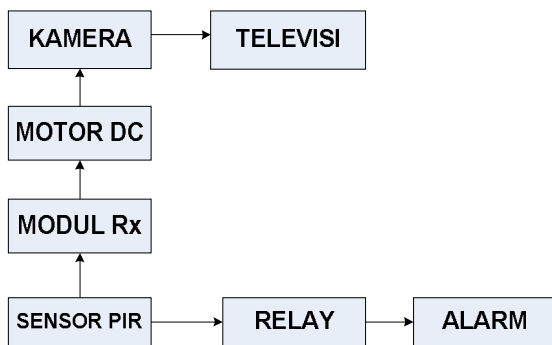 KAMERA
TELEVISI
MOTOR DC
MODUL Rx
SENSOR PIR
RELAY
ALARM